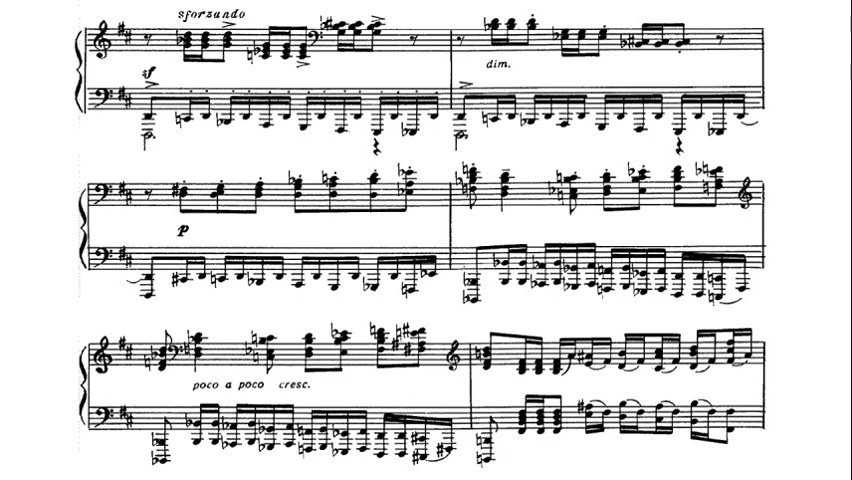 sforzando
sf
dim.
p
poco a poco cresc.